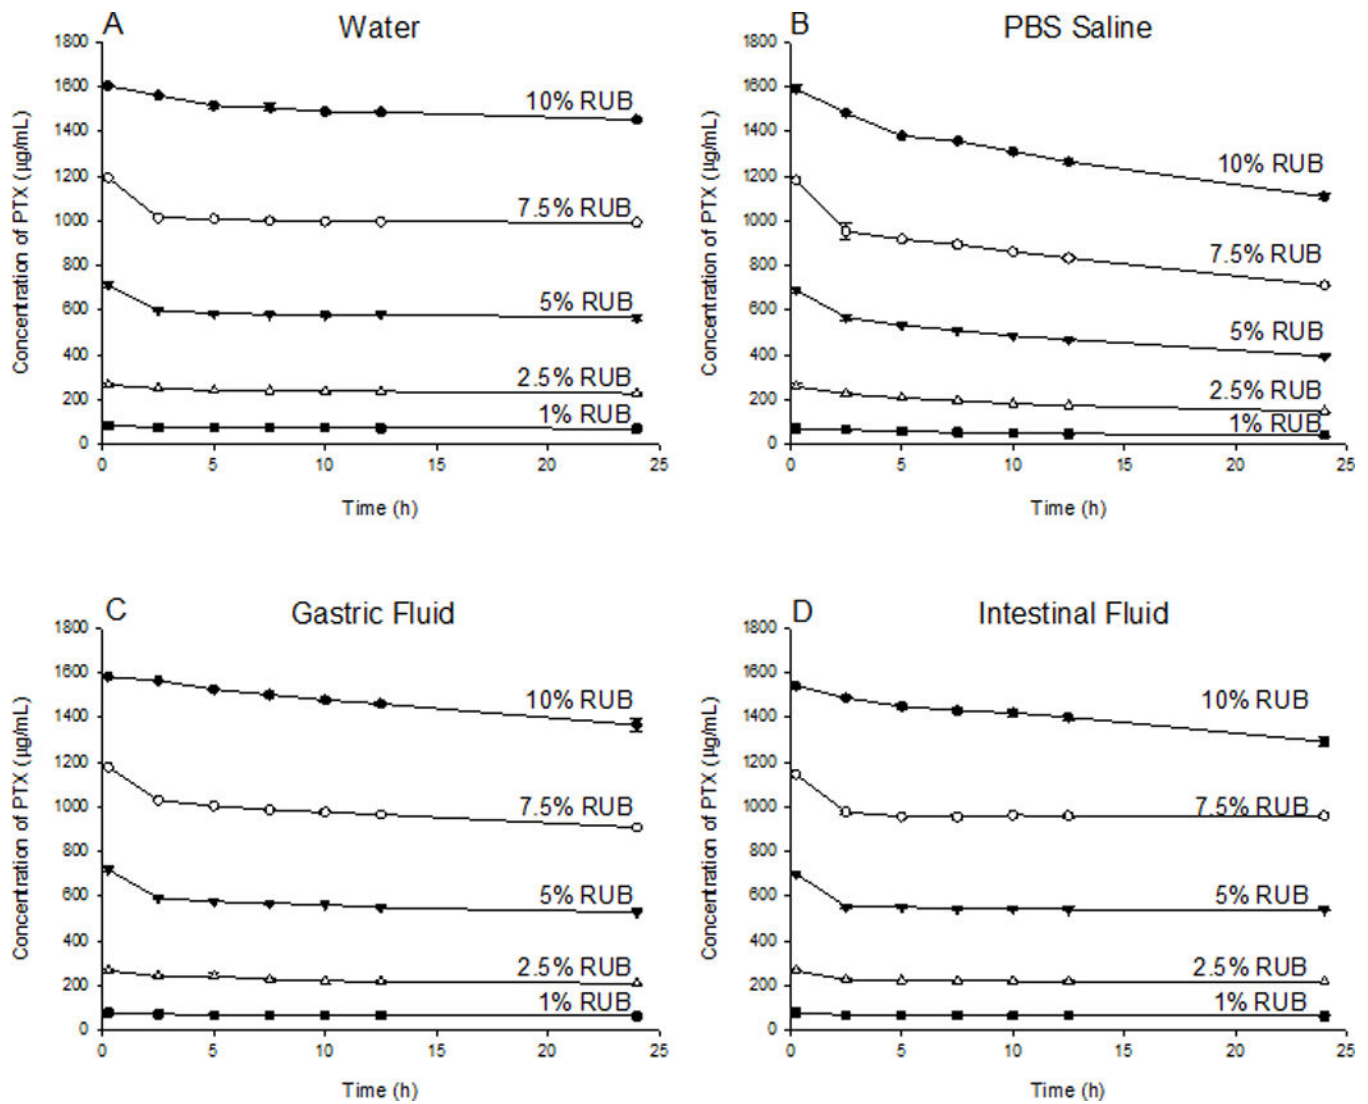 A Water
Concentration of PTX (µg/mL)
1800
1600
1400
1200
1000
800
600
400
200
0
10% RUB
7.5% RUB
5% RUB
2.5% RUB
1% RUB
0 5 10 15 20 25
Time (h)
B PBS Saline
Concentration of PTX (µg/mL)
1800
1600
1400
1200
1000
800
600
400
200
0
10% RUB
7.5% RUB
5% RUB
2.5% RUB
1% RUB
0 5 10 15 20 25
Time (h)
C Gastric Fluid
Concentration of PTX (µg/mL)
1800
1600
1400
1200
1000
800
600
400
200
0
10% RUB
7.5% RUB
5% RUB
2.5% RUB
1% RUB
0 5 10 15 20 25
Time (h)
D Intestinal Fluid
Concentration of PTX (µg/mL)
1800
1600
1400
1200
1000
800
600
400
200
0
10% RUB
7.5% RUB
5% RUB
2.5% RUB
1% RUB
0 5 10 15 20 25
Time (h)